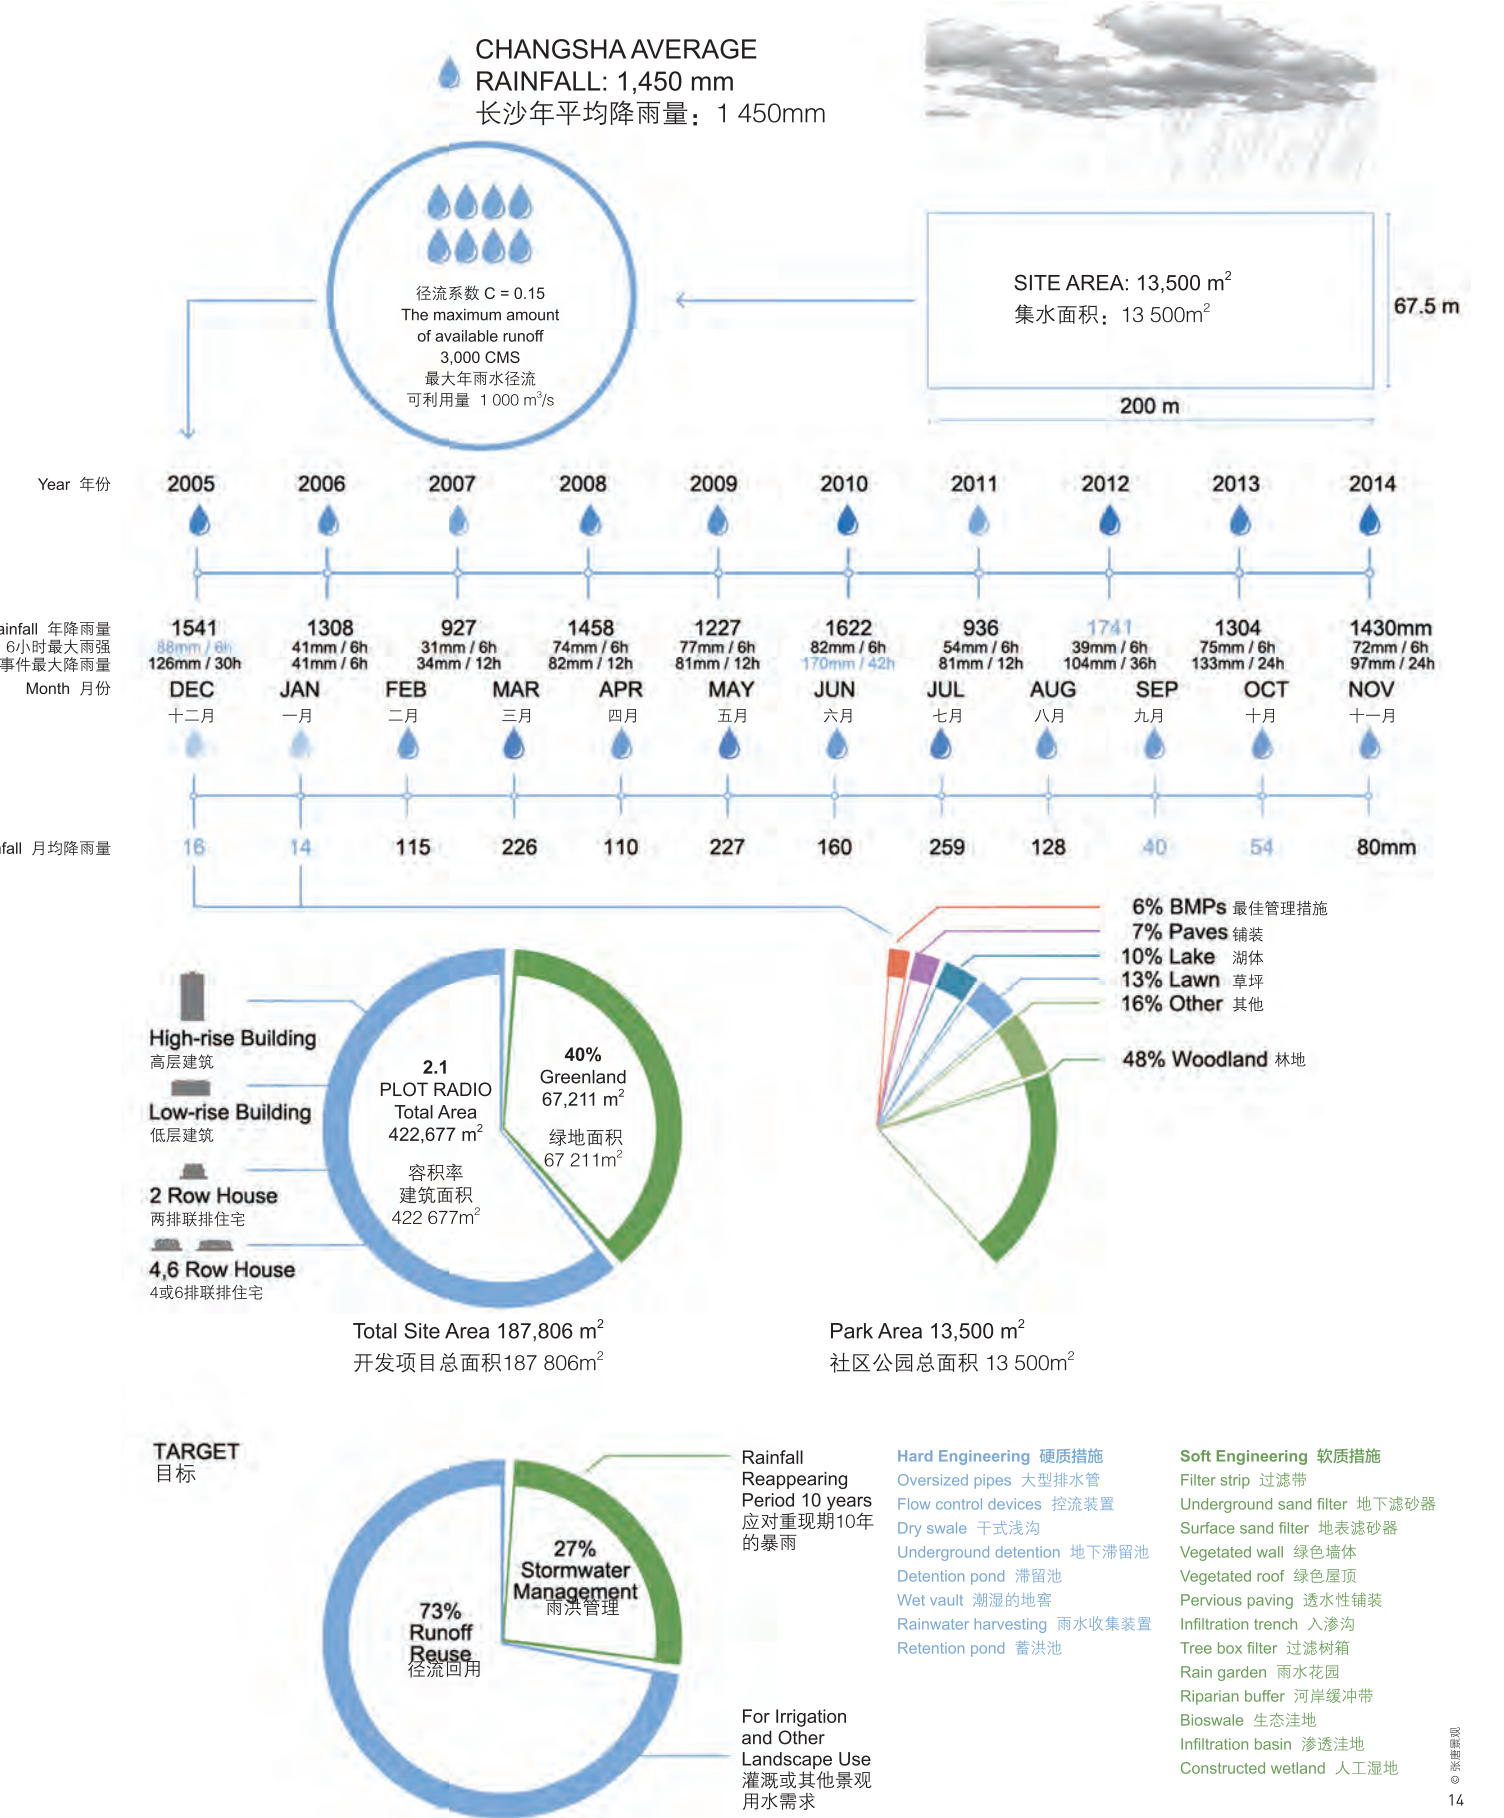 CHANGSHA AVERAGE
RAINFALL: 1,450 mm
长沙年平均降雨量：1 450mm
径流系数 C = 0.15
The maximum amount
of available runoff
3,000 CMS
最大年雨水径流
可利用量 1 000 m³/s
SITE AREA: 13,500 m²
集水面积：13 500m²
67.5 m
200 m
Year 年份
2005 2006 2007 2008 2009 2010 2011 2012 2013 2014
ainfall 年降雨量
1541 1308 927 1458 1227 1622 936 1741 1304 1430mm
6小时最大雨强
88mm / 6h 41mm / 6h 31mm / 6h 74mm / 6h 77mm / 6h 82mm / 6h 54mm / 6h 39mm / 6h 75mm / 6h 72mm / 6h
事件最大降雨量
126mm / 30h 41mm / 6h 34mm / 12h 82mm / 12h 81mm / 12h 170mm / 42h 81mm / 12h 104mm / 36h 133mm / 24h 97mm / 24h
Month 月份
DEC JAN FEB MAR APR MAY JUN JUL AUG SEP OCT NOV
十二月 一月 二月 三月 四月 五月 六月 七月 八月 九月 十月 十一月
fall 月均降雨量
16 14 115 226 110 227 160 259 128 40 54 80mm
6% BMPs 最佳管理措施
7% Paves 铺装
10% Lake 湖体
13% Lawn 草坪
16% Other 其他
48% Woodland 林地
High-rise Building
高层建筑
Low-rise Building
低层建筑
2 Row House
两排联排住宅
4,6 Row House
4或6排联排住宅
2.1
PLOT RADIO
Total Area
422,677 m²
容积率
建筑面积
422 677m²
40%
Greenland
67,211 m²
绿地面积
67 211m²
Total Site Area 187,806 m²
开发项目总面积187 806m²
Park Area 13,500 m²
社区公园总面积 13 500m²
TARGET
目标
27%
Stormwater
Management
雨洪管理
73%
Runoff
Reuse
径流回用
Rainfall
Reappearing
Period 10 years
应对重现期10年
的暴雨
For Irrigation
and Other
Landscape Use
灌溉或其他景观
用水需求
Hard Engineering 硬质措施
Oversized pipes 大型排水管
Flow control devices 控流装置
Dry swale 干式浅沟
Underground detention 地下滞留池
Detention pond 滞留池
Wet vault 潮湿的地窖
Rainwater harvesting 雨水收集装置
Retention pond 蓄洪池
Soft Engineering 软质措施
Filter strip 过滤带
Underground sand filter 地下滤砂器
Surface sand filter 地表滤砂器
Vegetated wall 绿色墙体
Vegetated roof 绿色屋顶
Pervious paving 透水性铺装
Infiltration trench 入渗沟
Tree box filter 过滤树箱
Rain garden 雨水花园
Riparian buffer 河岸缓冲带
Bioswale 生态洼地
Infiltration basin 渗透洼地
Constructed wetland 人工湿地
© 张唐景观
14